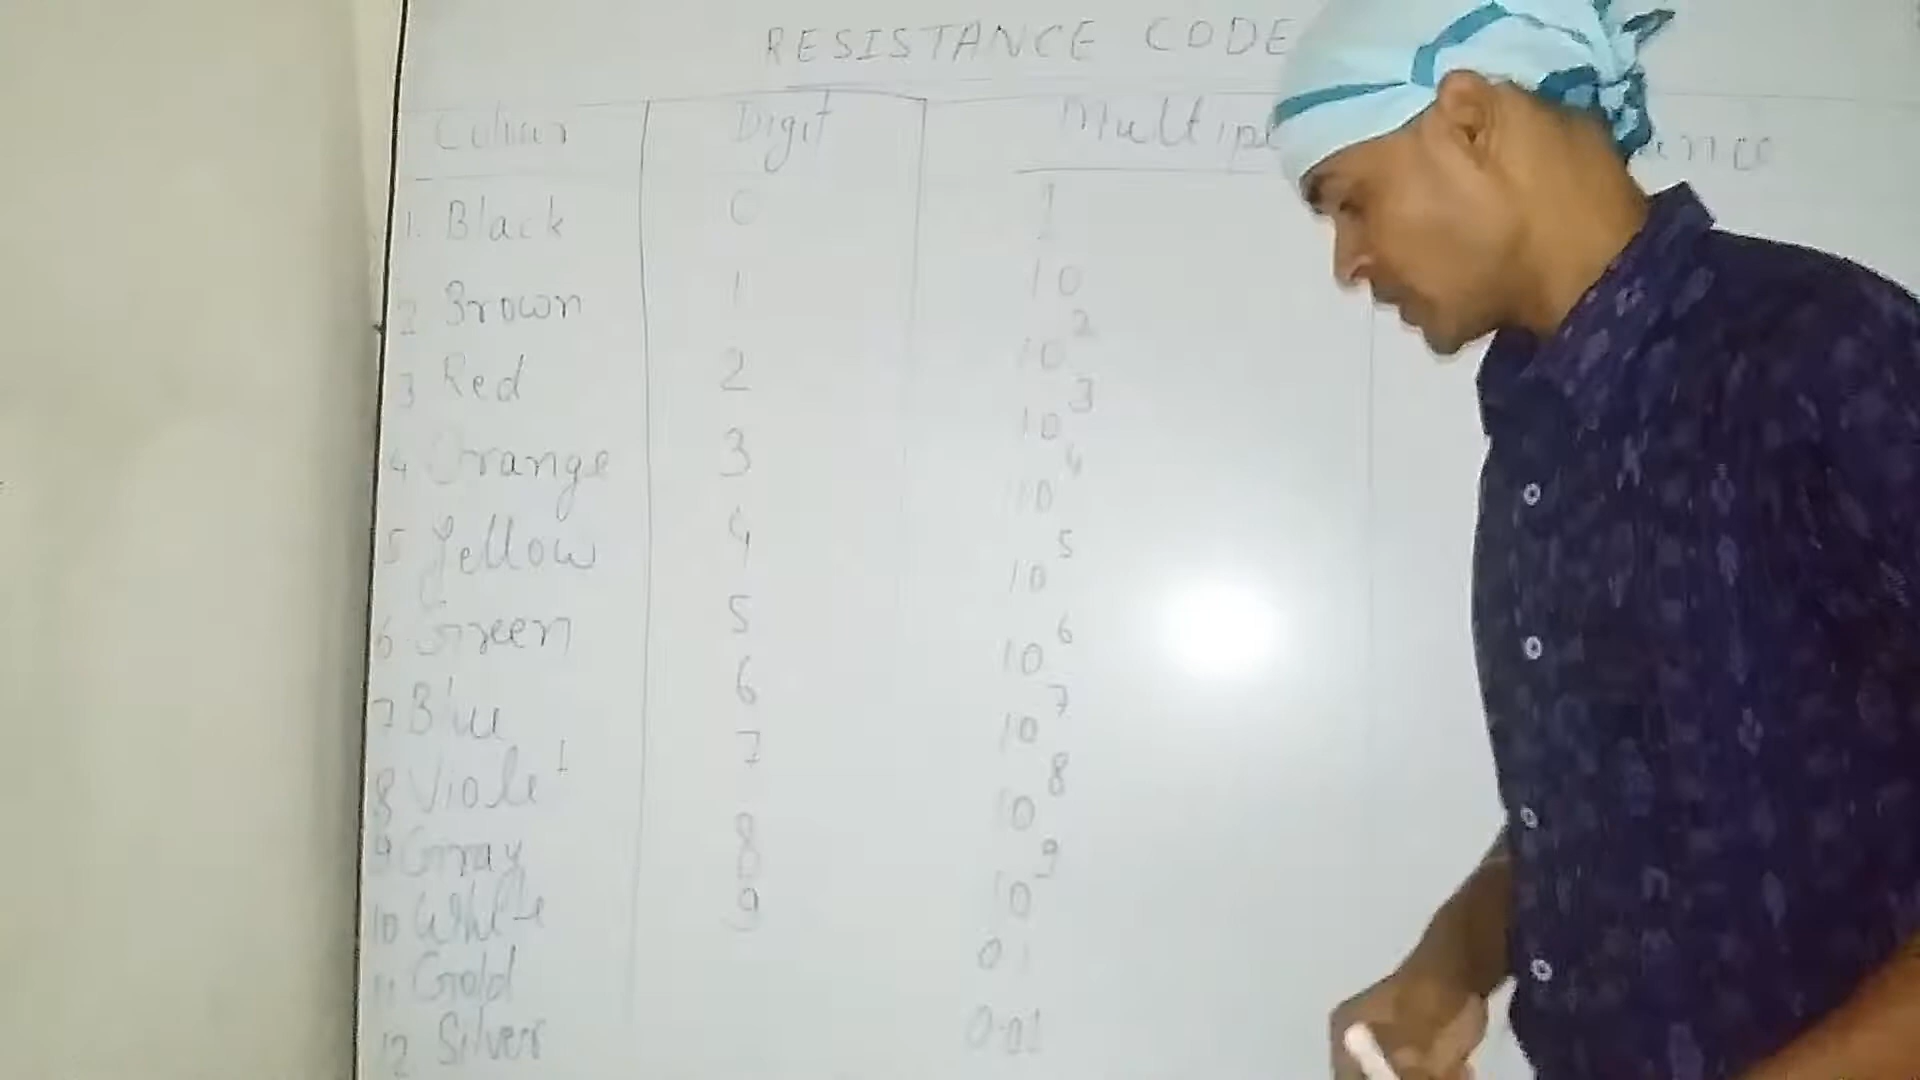 RESISTANCE CODE
Colour Digit Multipl
1. Black 0 1
2 Brown 1 10
3 Red 2 10²
4 Orange 3 10³
5 Yellow 4 10⁴
6 Green 5 10⁵
7 Blue 6 10⁶
8 Violet 7 10⁷
9 Gray 8 10⁸
10 White 9 10⁹
11 Gold 0.1
12 Silver 0.01